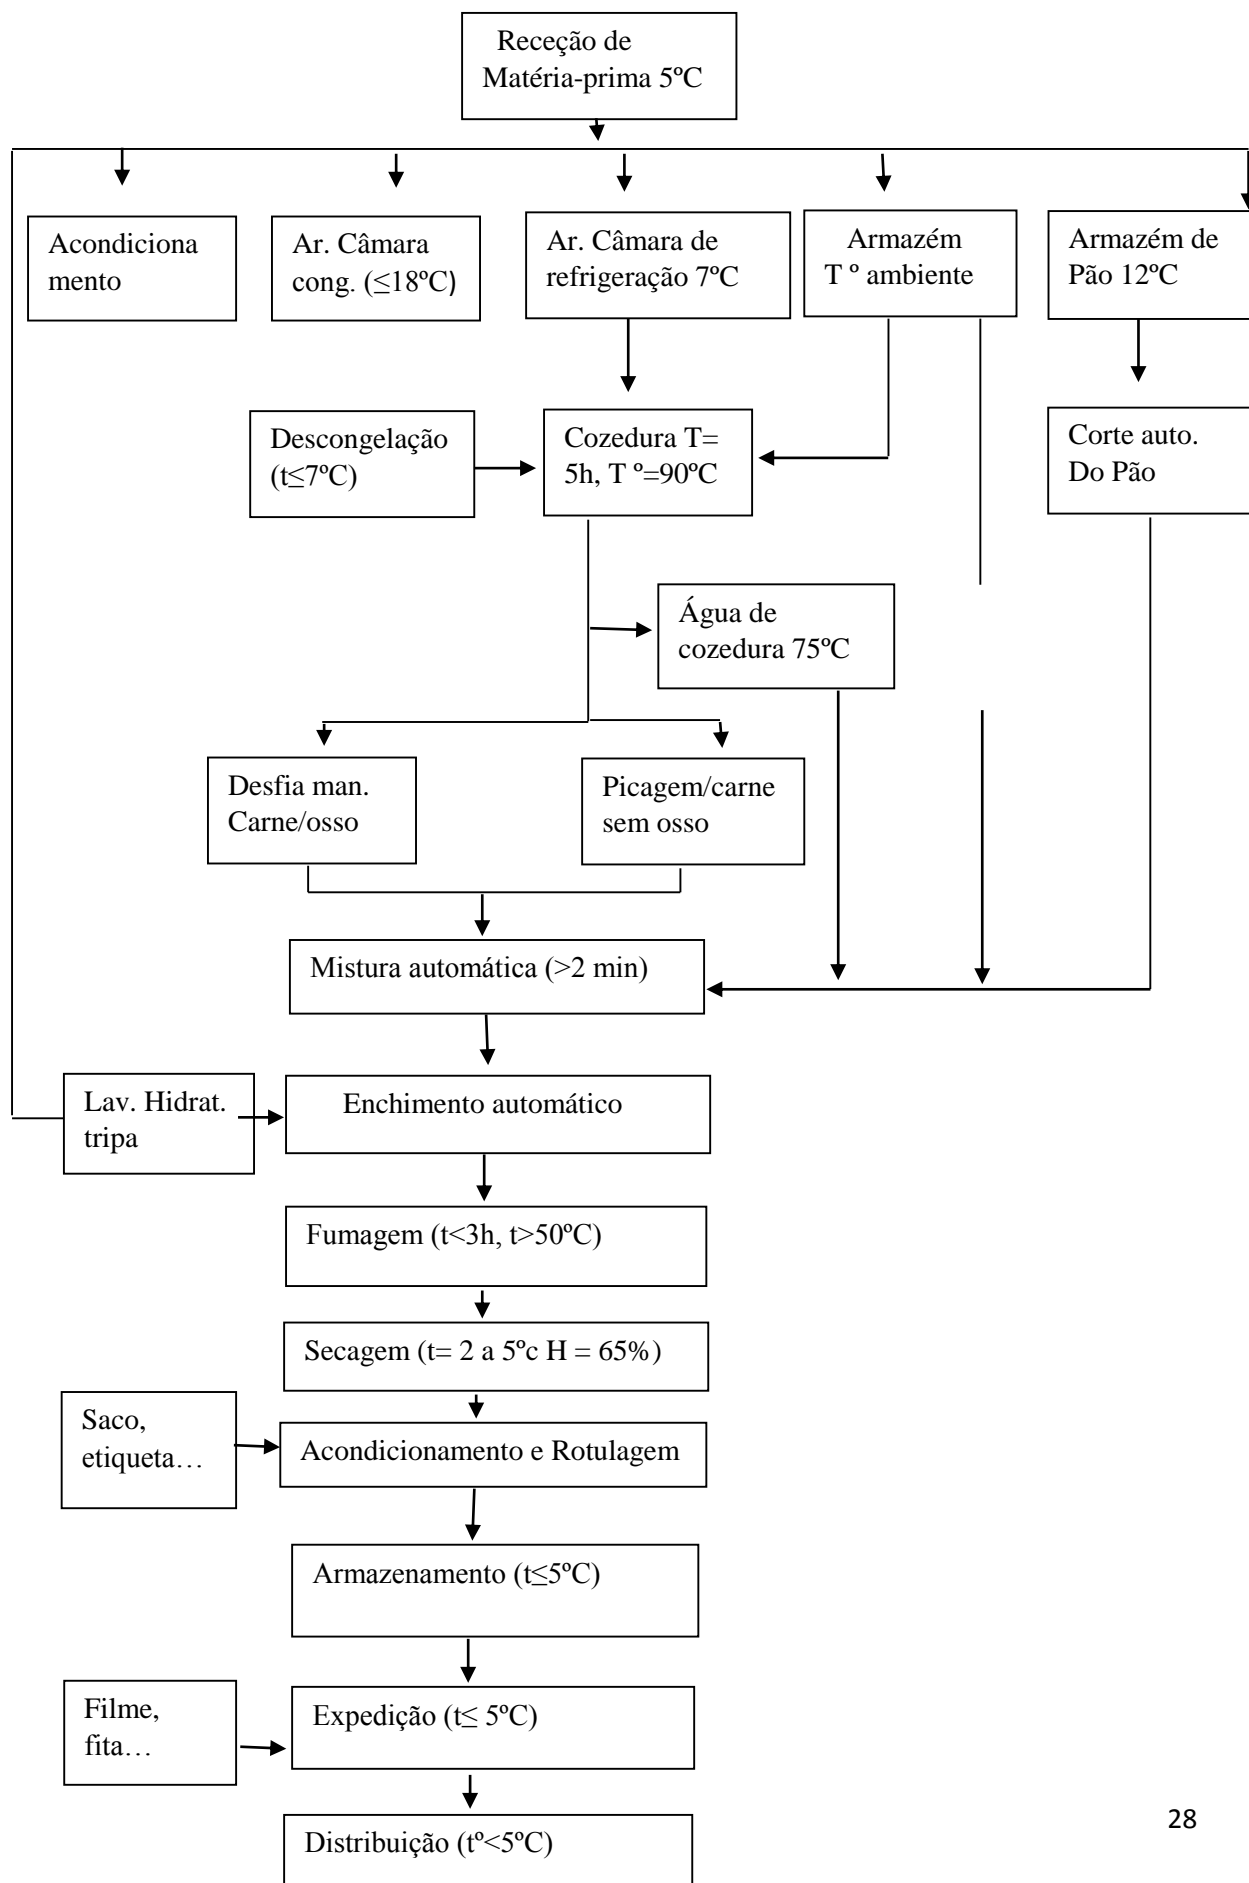 Receção de
Matéria-prima 5ºC
Acondiciona
mento
Ar. Câmara
cong. (≤18ºC)
Ar. Câmara de
refrigeração 7ºC
Armazém
T º ambiente
Armazém de
Pão 12ºC
Descongelação
(t≤7ºC)
Cozedura T=
5h, T º=90ºC
Corte auto.
Do Pão
Água de
cozedura 75ºC
Desfia man.
Carne/osso
Picagem/carne
sem osso
Mistura automática (>2 min)
Lav. Hidrat.
tripa
Enchimento automático
Fumagem (t<3h, t>50ºC)
Secagem (t= 2 a 5ºc H = 65%)
Saco,
etiqueta…
Acondicionamento e Rotulagem
Armazenamento (t≤5ºC)
Filme,
fita…
Expedição (t≤ 5ºC)
Distribuição (tº<5ºC)
28